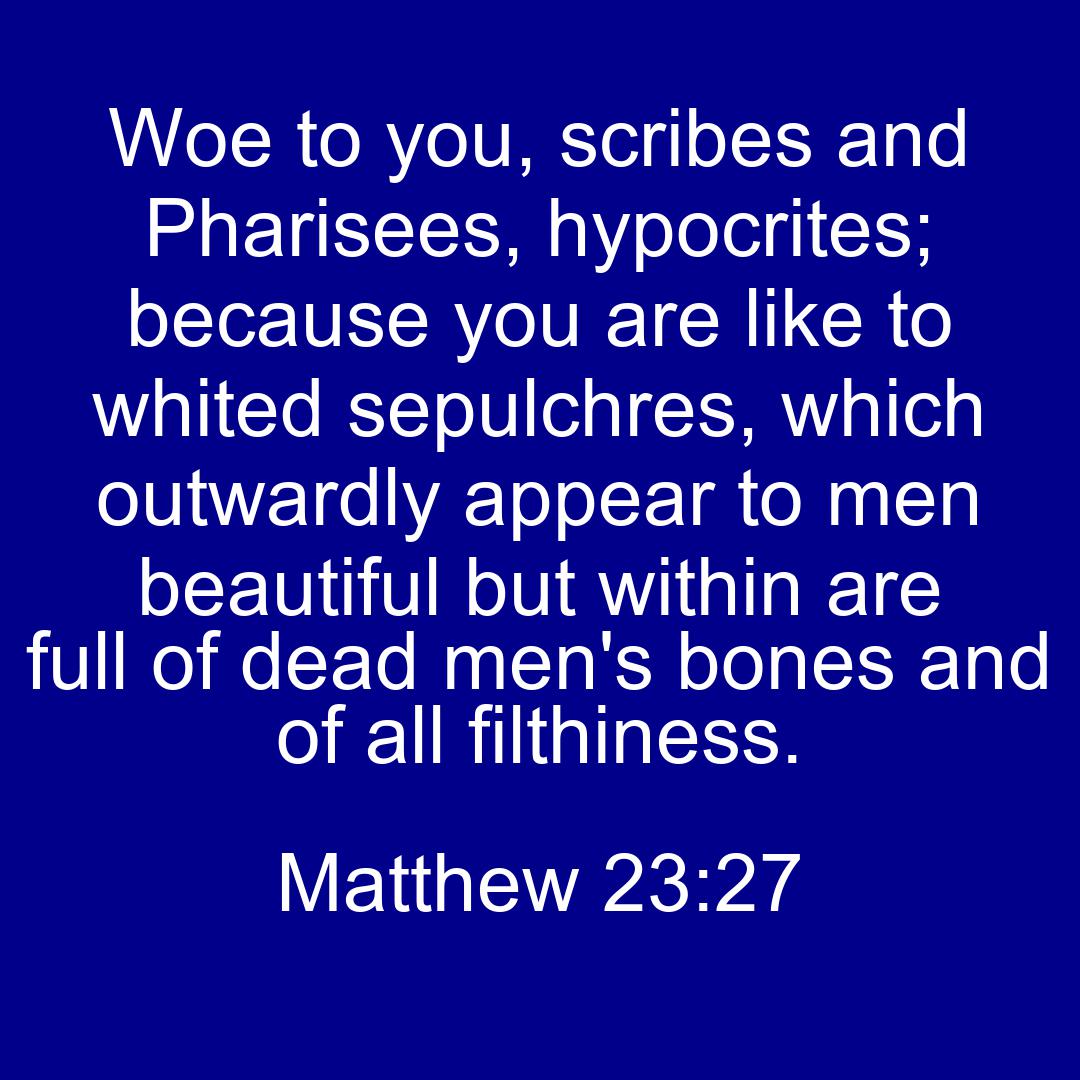 Woe to you, scribes and
Pharisees, hypocrites;
because you are like to
whited sepulchres, which
outwardly appear to men
beautiful but within are
full of dead men's bones and
of all filthiness.
Matthew 23:27